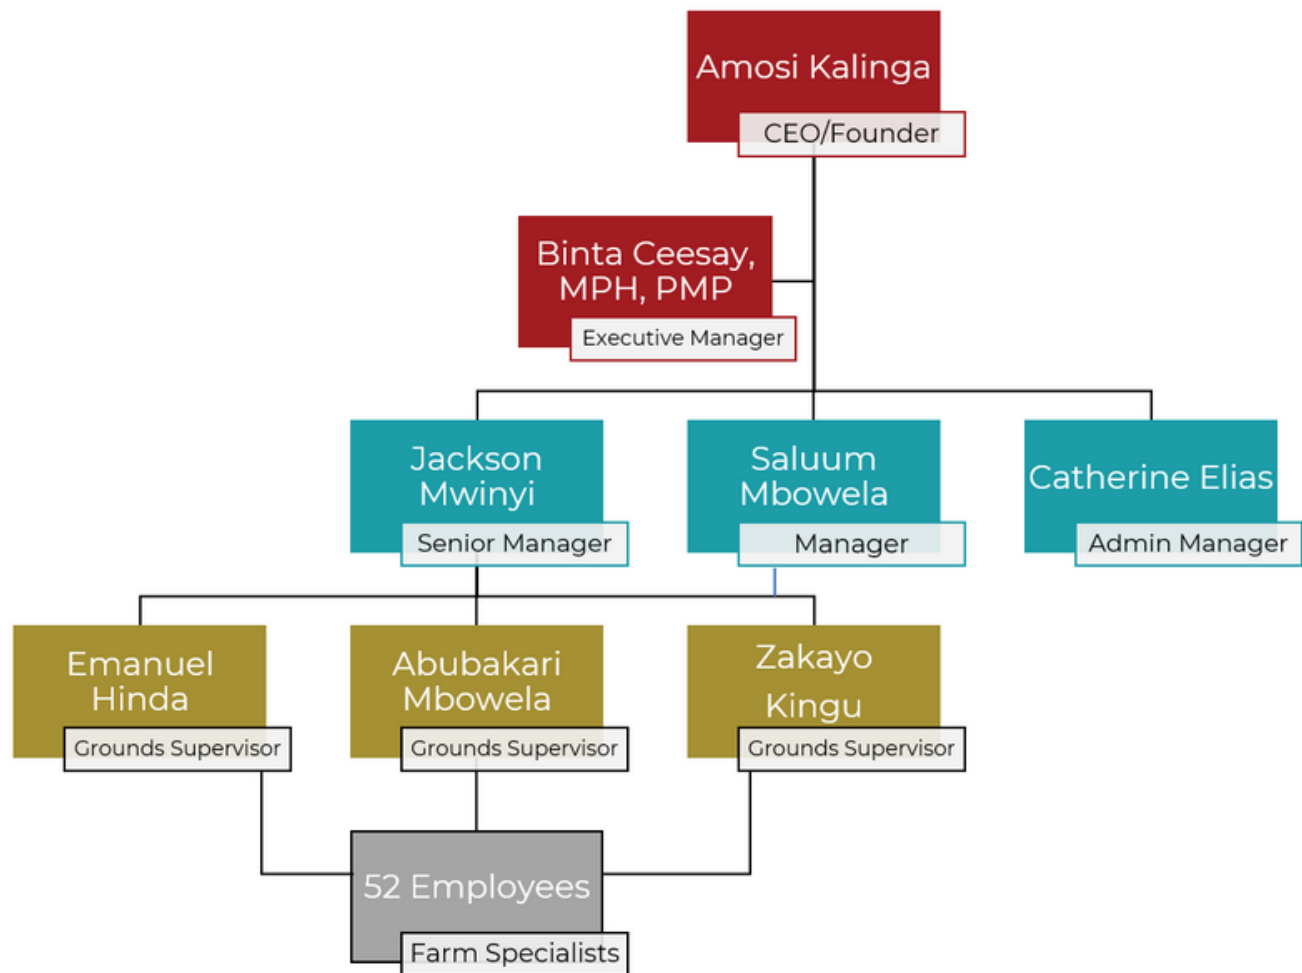 Amosi Kalinga
CEO/Founder
Binta Ceesay,
MPH, PMP
Executive Manager
Jackson
Mwinyi
Senior Manager
Saluum
Mbowela
Manager
Catherine Elias
Admin Manager
Emanuel
Hinda
Grounds Supervisor
Abubakari
Mbowela
Grounds Supervisor
Zakayo
Kingu
Grounds Supervisor
52 Employees
Farm Specialists